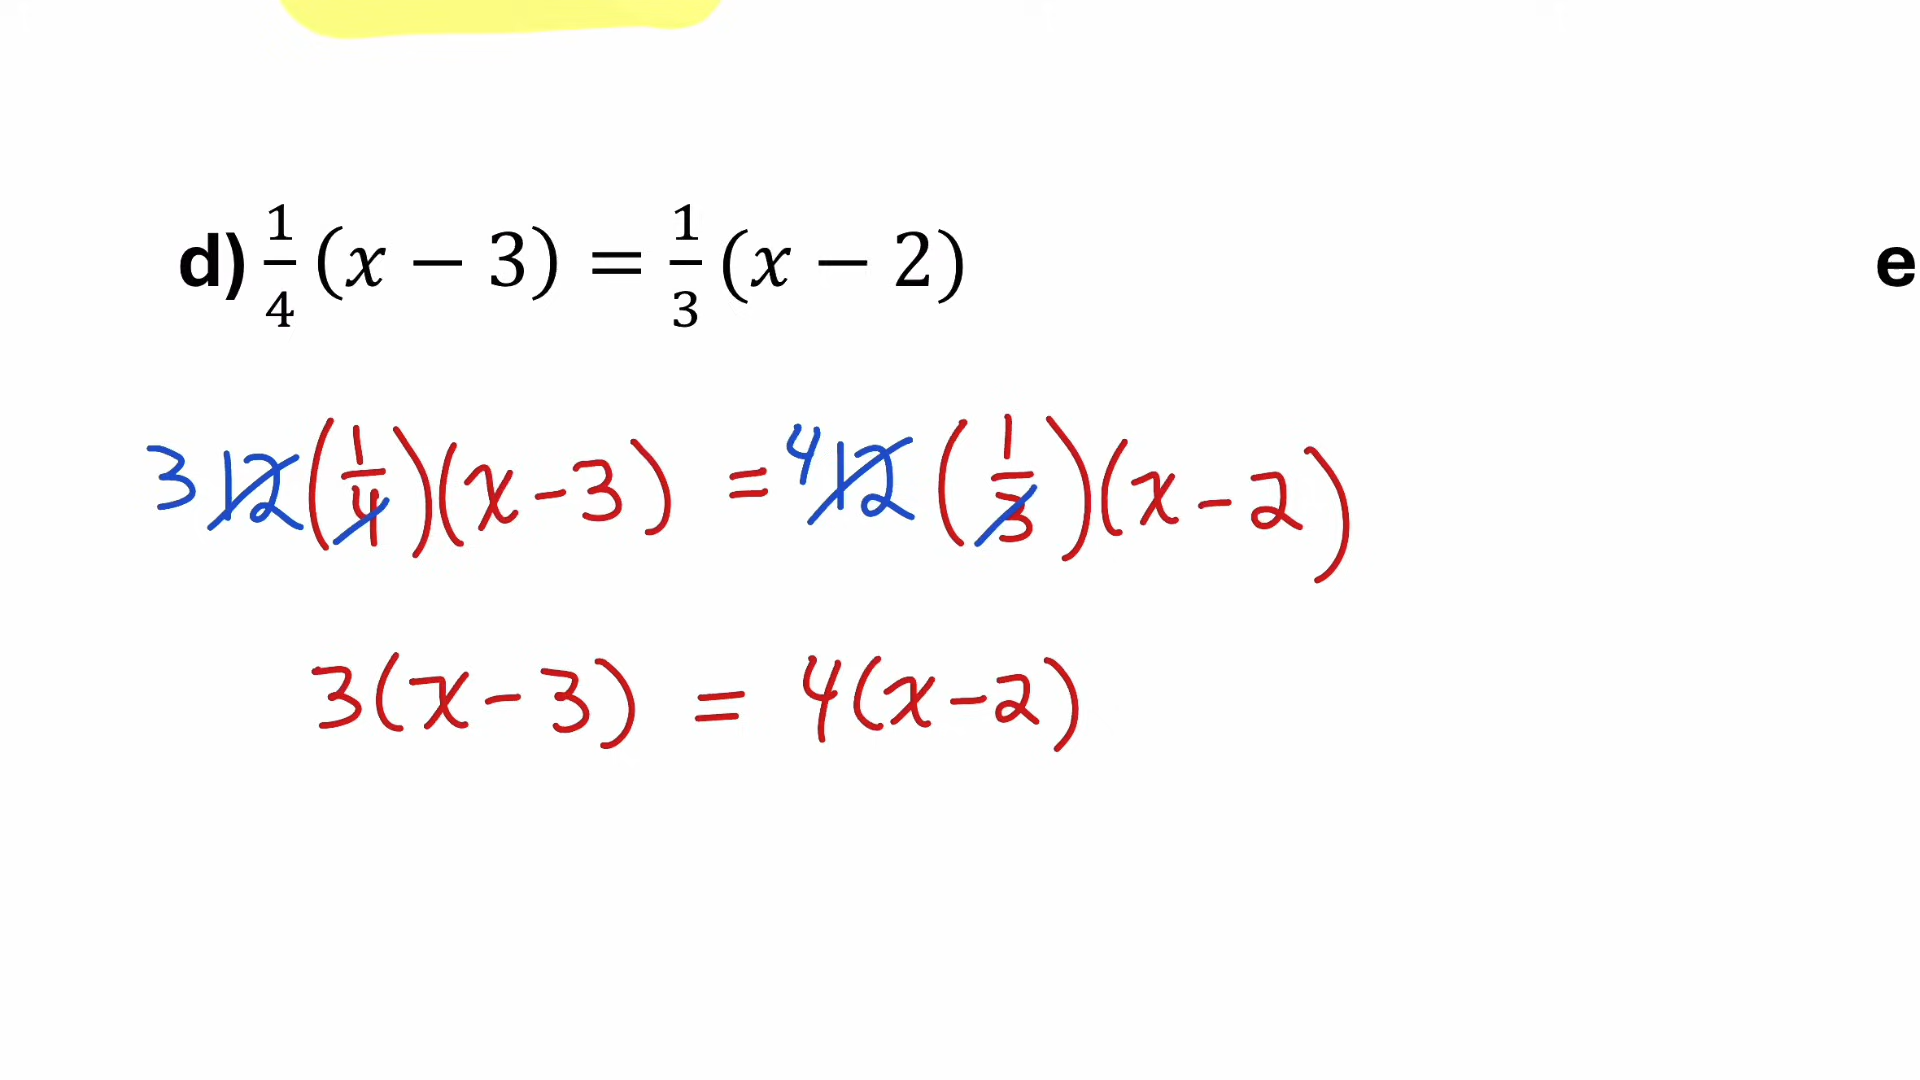 d) 1/4 (x − 3) = 1/3 (x − 2)
e
3 12(1/4)(x-3) = 4 12(1/3)(x-2)
3(x-3) = 4(x-2)